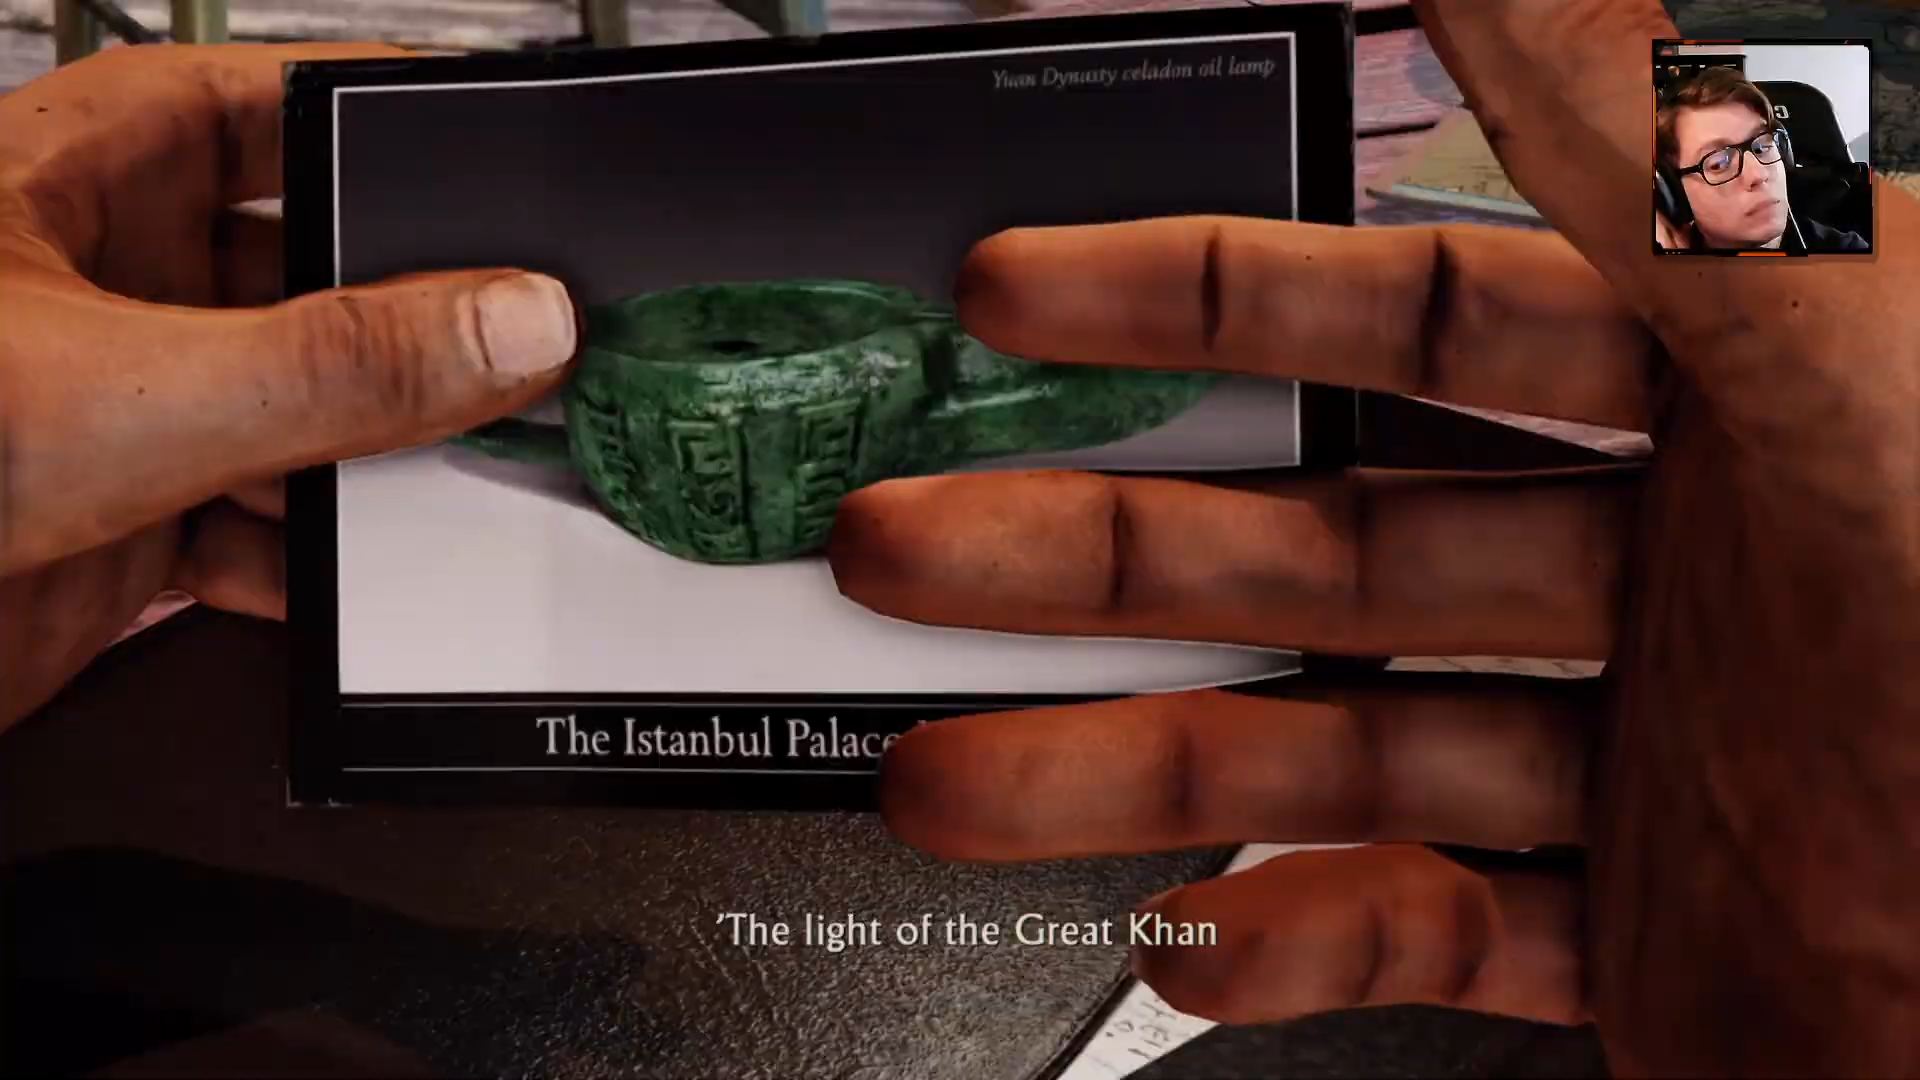 Yuan Dynasty celadon oil lamp
The Istanbul Palace
'The light of the Great Khan